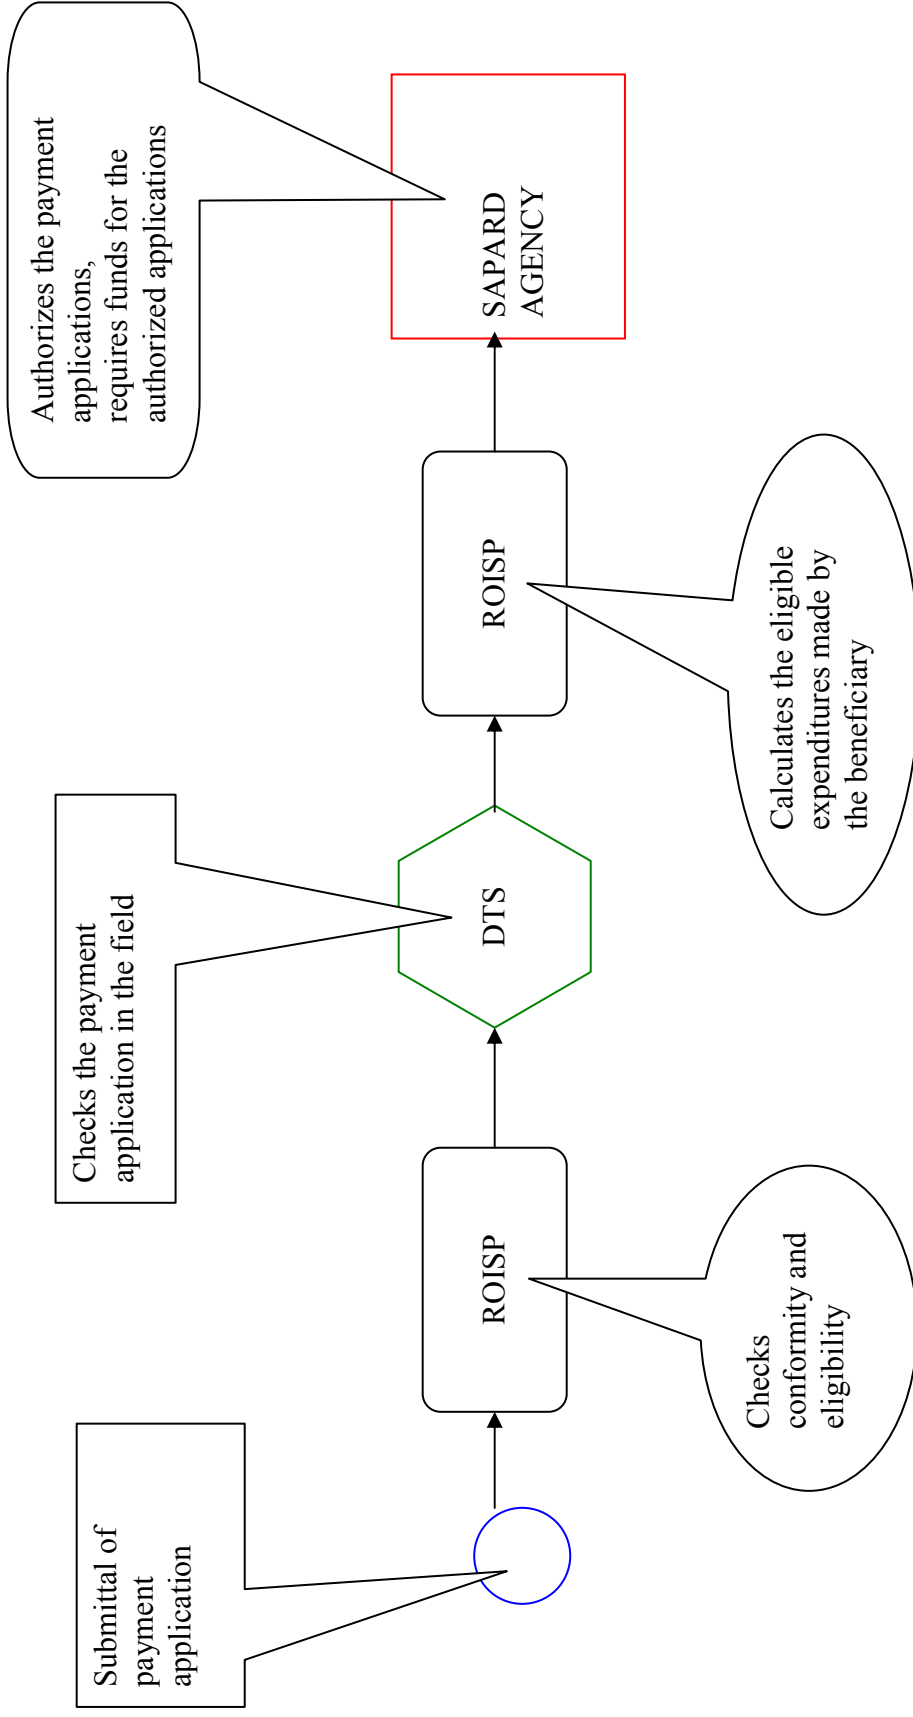 Submittal of
payment
application
Checks the payment
application in the field
Authorizes the payment
applications,
requires funds for the
authorized applications
ROISP
DTS
ROISP
SAPARD
AGENCY
Checks
conformity and
eligibility
Calculates the eligible
expenditures made by
the beneficiary